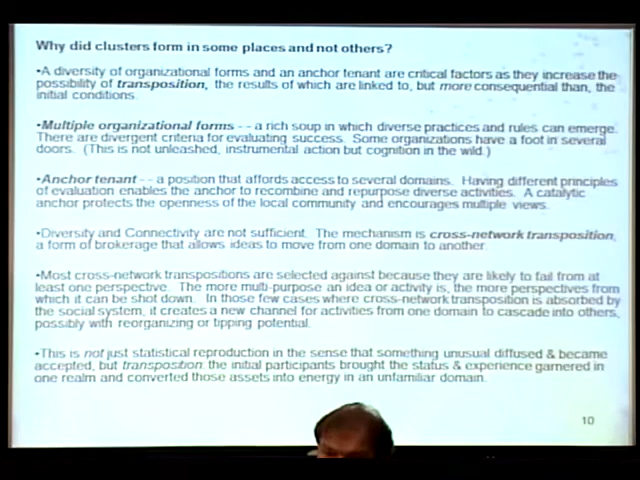 Why did clusters form in some places and not others?
•A diversity of organizational forms and an anchor tenant are critical factors as they increase the
possibility of transposition, the results of which are linked to, but more consequential than, the
initial conditions.
•Multiple organizational forms -- a rich soup in which diverse practices and rules can emerge.
There are divergent criteria for evaluating success. Some organizations have a foot in several
doors. (This is not unleashed, instrumental action but cognition in the wild.)
•Anchor tenant -- a position that affords access to several domains. Having different principles
of evaluation enables the anchor to recombine and repurpose diverse activities. A catalytic
anchor protects the openness of the local community and encourages multiple views.
•Diversity and Connectivity are not sufficient. The mechanism is cross-network transposition,
a form of brokerage that allows ideas to move from one domain to another.
•Most cross-network transpositions are selected against because they are likely to fail from at
least one perspective. The more multi-purpose an idea or activity is, the more perspectives from
which it can be shot down. In those few cases where cross-network transposition is absorbed by
the social system, it creates a new channel for activities from one domain to cascade into others,
possibly with reorganizing or tipping potential.
•This is not just statistical reproduction in the sense that something unusual diffused & became
accepted, but transposition: the initial participants brought the status & experience garnered in
one realm and converted those assets into energy in an unfamiliar domain.
10